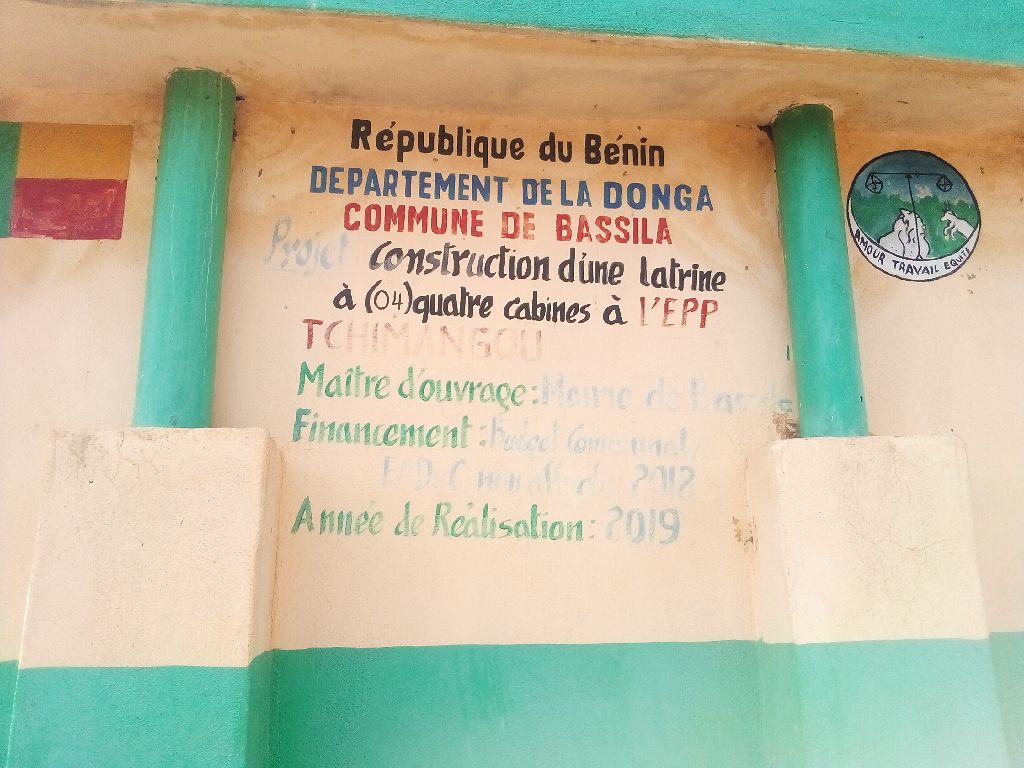 République du Bénin
DEPARTEMENT DE LA DONGA
COMMUNE DE BASSILA
Projet Construction d'une latrine
à (04) quatre cabines à l'EPP
TCHIMANGOU
Maître d'ouvrage: Mairie de Bassila
Financement: Budget Communal
2018
Année de Réalisation: 2019
AMOUR TRAVAIL EQUITE